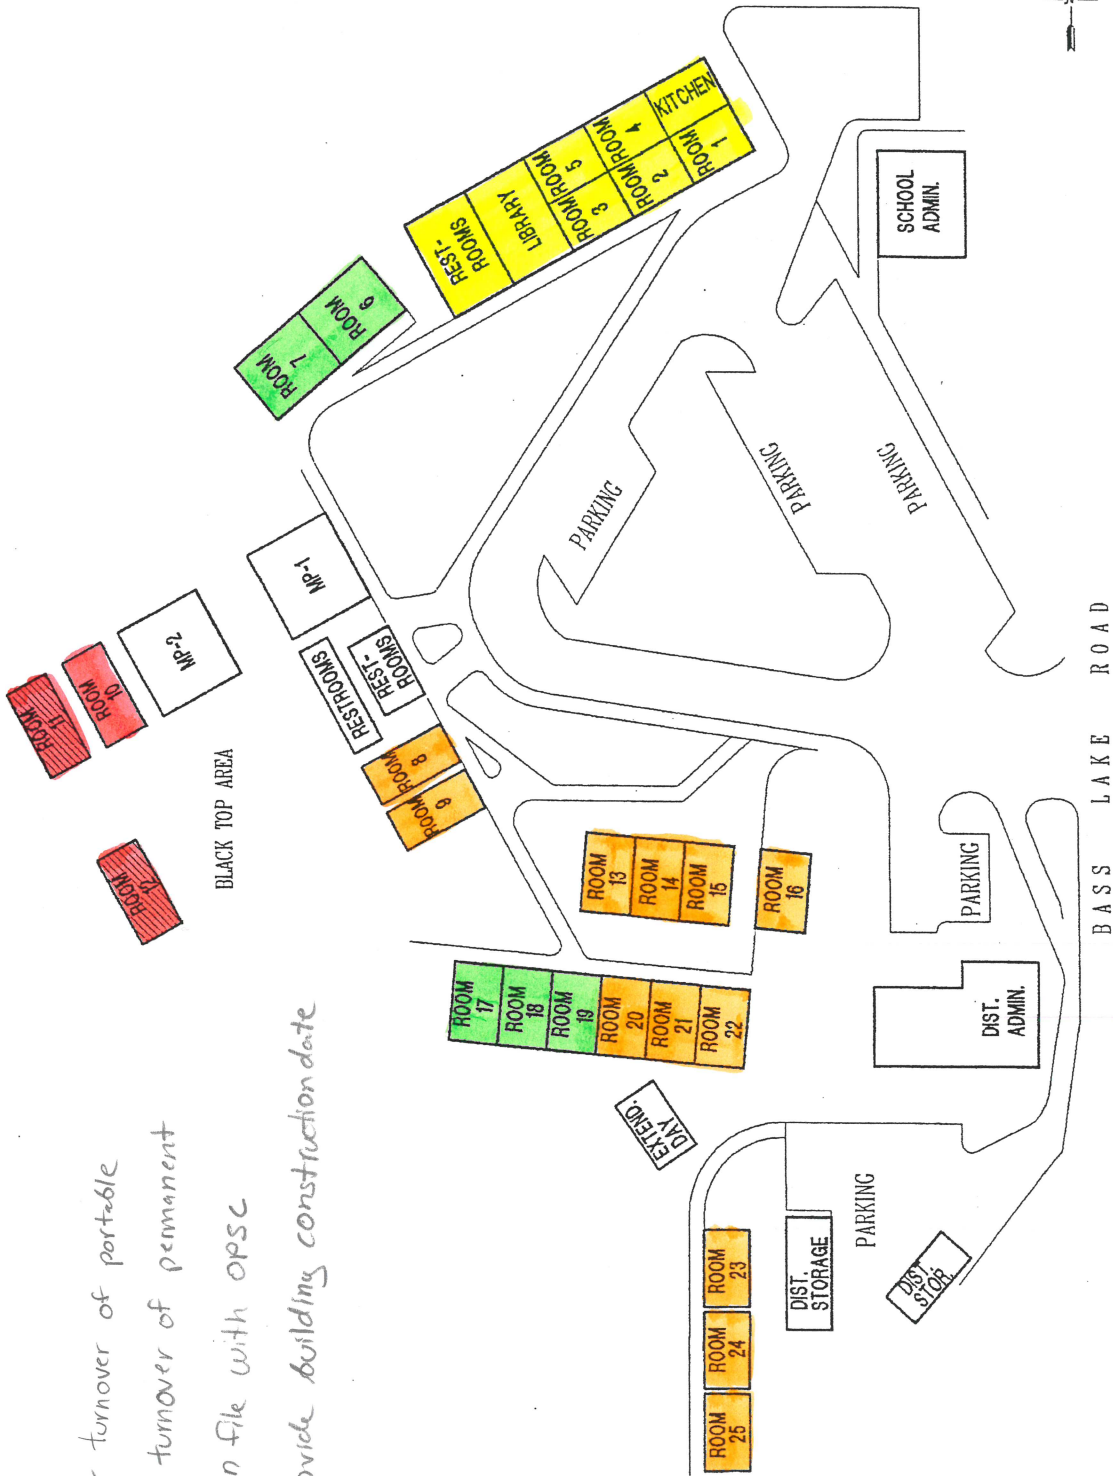 KITCHEN
ROOM
1
ROOM
4
ROOM
2
ROOM
5
ROOM
3
LIBRARY
REST-
ROOMS
ROOM
6
ROOM
7
SCHOOL
ADMIN.
PARKING
PARKING
PARKING
MP-1
MP-2
RESTROOMS
REST-
ROOMS
ROOM
8
ROOM
9
ROOM
10
ROOM
11
ROOM
12
BLACK TOP AREA
ROOM
13
ROOM
14
ROOM
15
ROOM
16
ROOM
17
ROOM
18
ROOM
19
ROOM
20
ROOM
21
ROOM
22
PARKING
DIST.
ADMIN.
BASS LAKE ROAD
EXTEND.
DAY
ROOM
23
ROOM
24
ROOM
25
DIST.
STORAGE
PARKING
DIST.
STOR.
turnover of portable
turnover of permanent
n file with OPSC
ovide building construction date